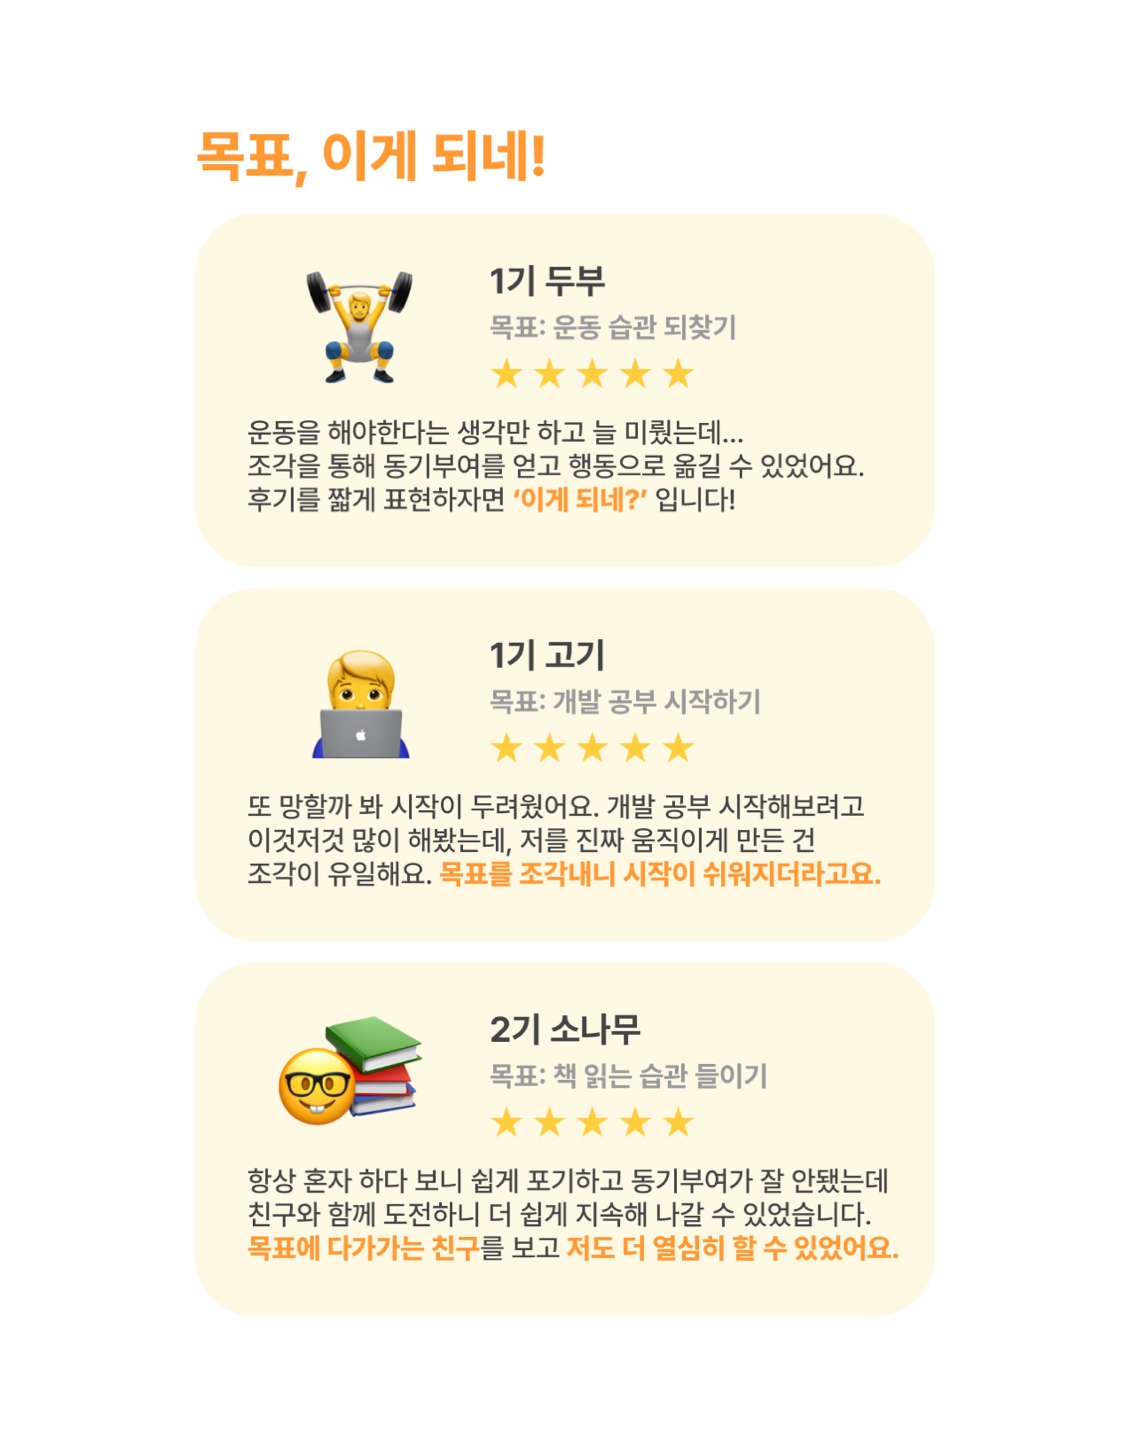 목표, 이게 되네!
1기 두부
목표: 운동 습관 되찾기
★ ★ ★ ★ ★
운동을 해야한다는 생각만 하고 늘 미뤘는데...
조각을 통해 동기부여를 얻고 행동으로 옮길 수 있었어요.
후기를 짧게 표현하자면 ‘이게 되네?’ 입니다!
1기 고기
목표: 개발 공부 시작하기
★ ★ ★ ★ ★
또 망할까 봐 시작이 두려웠어요. 개발 공부 시작해보려고
이것저것 많이 해봤는데, 저를 진짜 움직이게 만든 건
조각이 유일해요. 목표를 조각내니 시작이 쉬워지더라고요.
2기 소나무
목표: 책 읽는 습관 들이기
★ ★ ★ ★ ★
항상 혼자 하다 보니 쉽게 포기하고 동기부여가 잘 안됐는데
친구와 함께 도전하니 더 쉽게 지속해 나갈 수 있었습니다.
목표에 다가가는 친구를 보고 저도 더 열심히 할 수 있었어요.